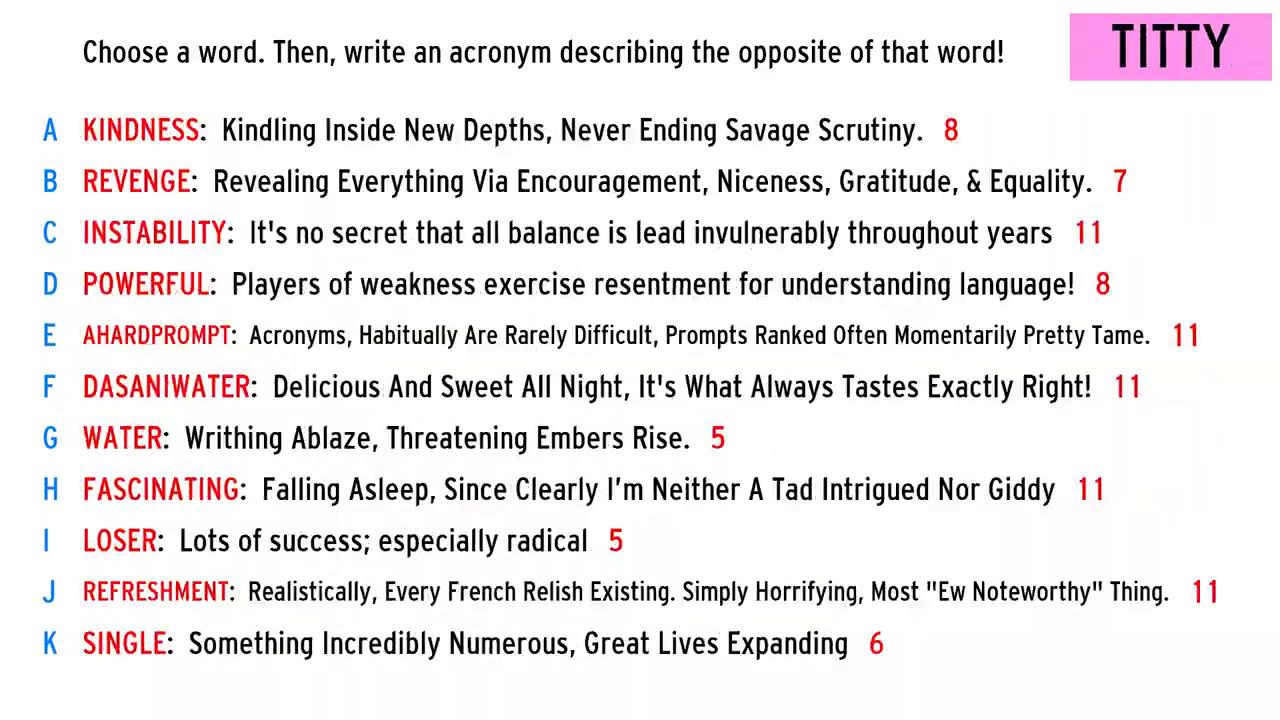 Choose a word. Then, write an acronym describing the opposite of that word!
TITTY
A KINDNESS: Kindling Inside New Depths, Never Ending Savage Scrutiny. 8
B REVENGE: Revealing Everything Via Encouragement, Niceness, Gratitude, & Equality. 7
C INSTABILITY: It's no secret that all balance is lead invulnerably throughout years 11
D POWERFUL: Players of weakness exercise resentment for understanding language! 8
E AHARDPROMPT: Acronyms, Habitually Are Rarely Difficult, Prompts Ranked Often Momentarily Pretty Tame. 11
F DASANIWATER: Delicious And Sweet All Night, It's What Always Tastes Exactly Right! 11
G WATER: Writhing Ablaze, Threatening Embers Rise. 5
H FASCINATING: Falling Asleep, Since Clearly I’m Neither A Tad Intrigued Nor Giddy 11
I LOSER: Lots of success; especially radical 5
J REFRESHMENT: Realistically, Every French Relish Existing. Simply Horrifying, Most "Ew Noteworthy" Thing. 11
K SINGLE: Something Incredibly Numerous, Great Lives Expanding 6